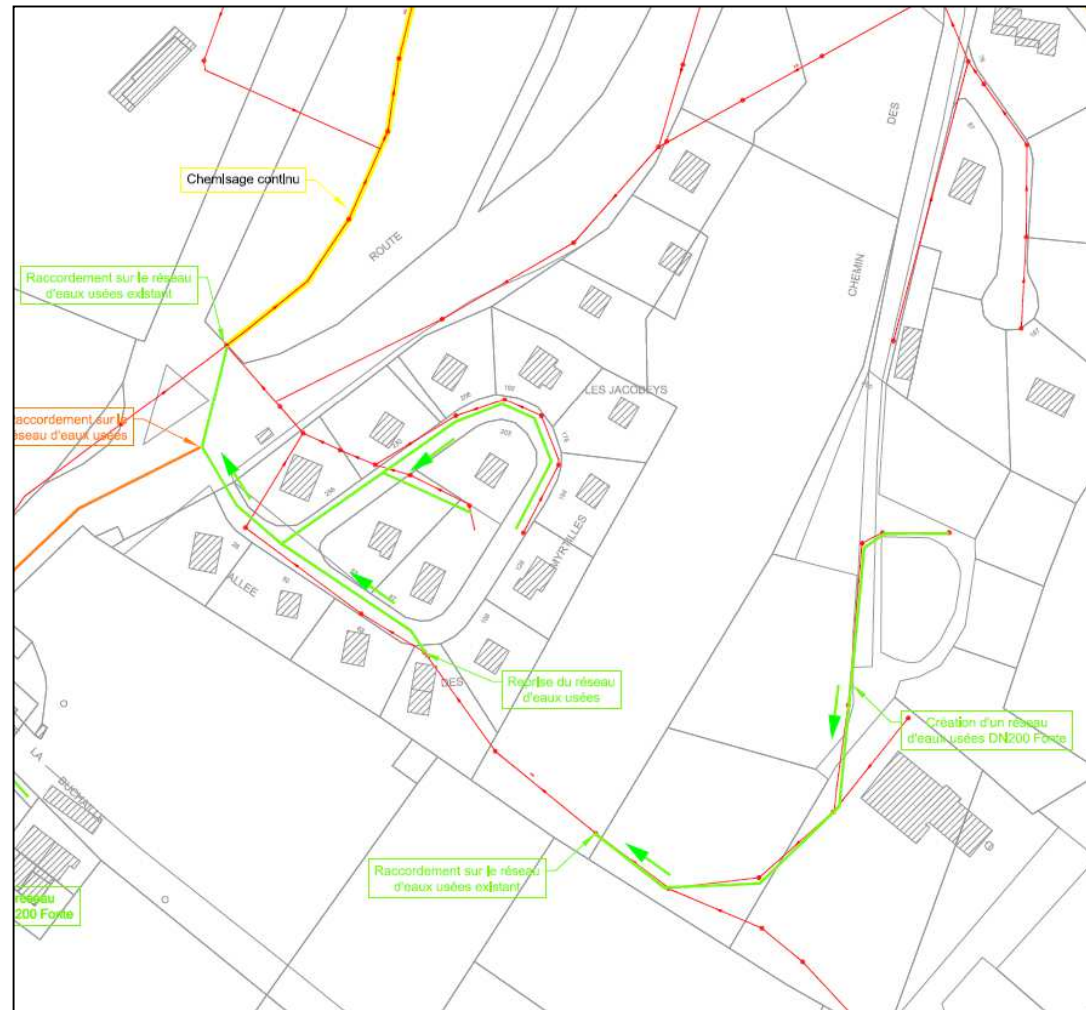 DES
CHEMIN
Chemisage continu
ROUTE
Raccordement sur le réseau
d'eaux usées existant
LES JACOBEYS
accordement sur le
éseau d'eaux usées
MYRTILLES
ALLEE
DES
Reprise du réseau
d'eaux usées
Création d'un réseau
d'eaux usées DN200 Fonte
LA
Raccordement sur le réseau
d'eaux usées existant
réseau
200 Fonte